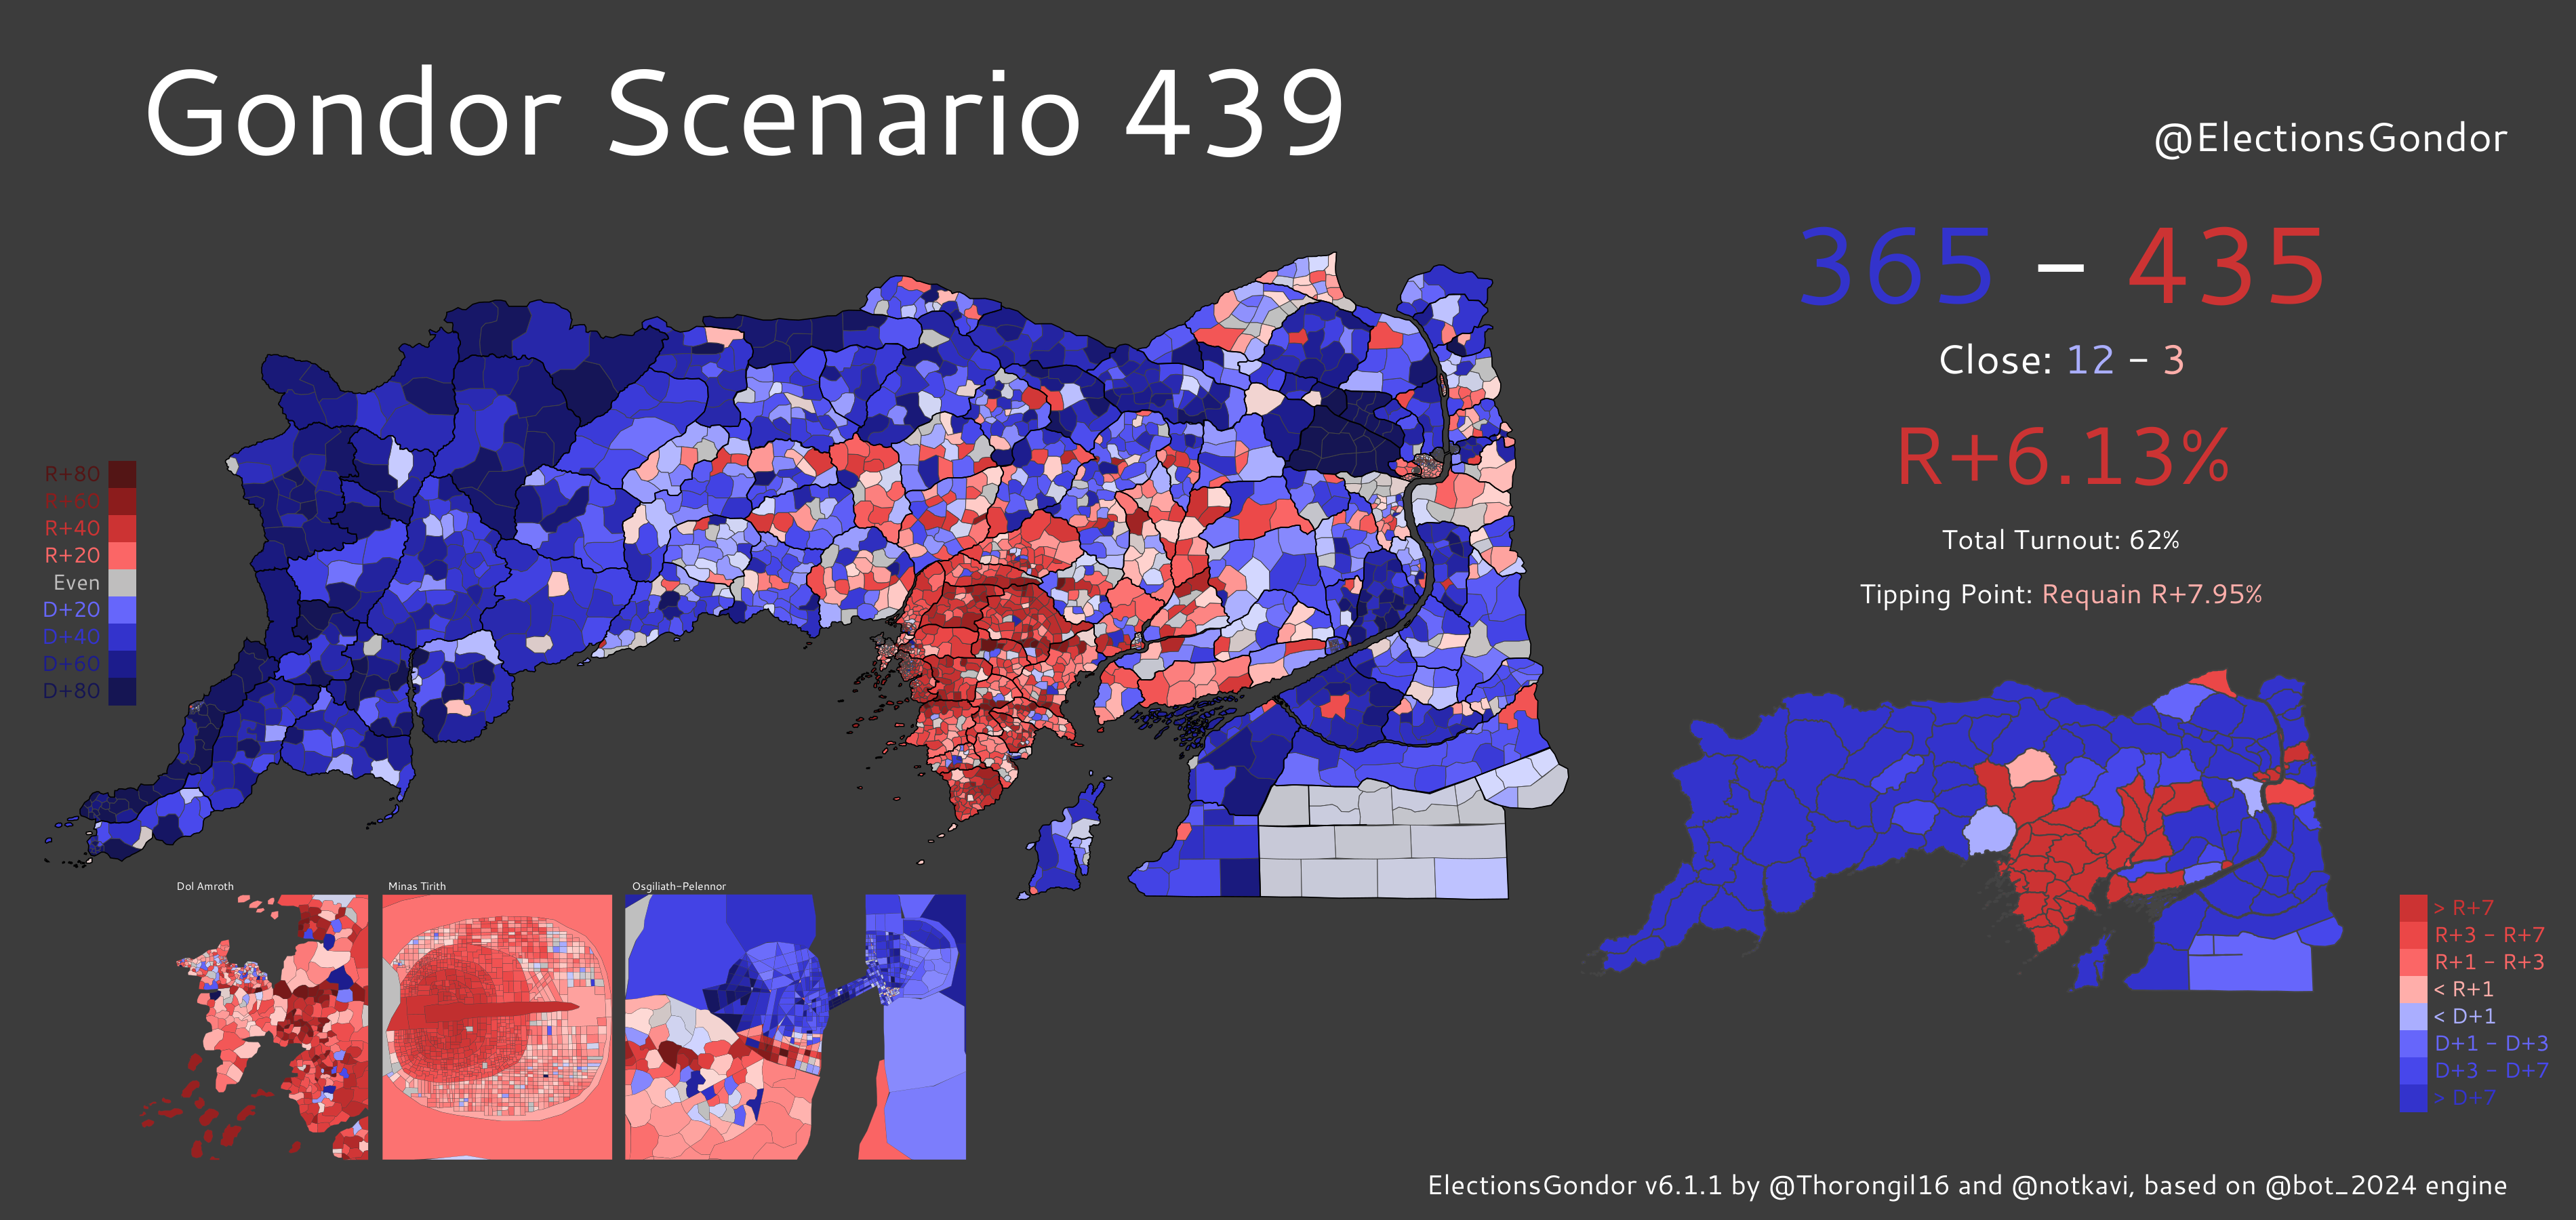 Gondor Scenario 439
@ElectionsGondor
365 – 435
Close: 12 – 3
R+6.13%
Total Turnout: 62%
Tipping Point: Requain R+7.95%
R+80
R+60
R+40
R+20
Even
D+20
D+40
D+60
D+80
Dol Amroth
Minas Tirith
Osgiliath-Pelennor
> R+7
R+3 – R+7
R+1 – R+3
< R+1
< D+1
D+1 – D+3
D+3 – D+7
> D+7
ElectionsGondor v6.1.1 by @Thorongil16 and @notkavi, based on @bot_2024 engine